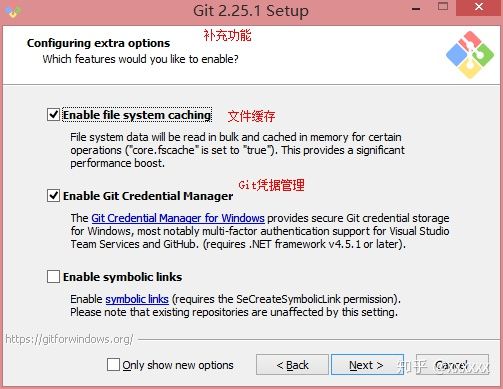 Git 2.25.1 Setup
Configuring extra options
补充功能
Which features would you like to enable?
Enable file system caching
文件缓存
File system data will be read in bulk and cached in memory for certain
operations ("core.fscache" is set to "true"). This provides a significant
performance boost.
Git凭据管理
Enable Git Credential Manager
The Git Credential Manager for Windows provides secure Git credential storage
for Windows, most notably multi-factor authentication support for Visual Studio
Team Services and GitHub. (requires .NET framework v4.5.1 or later).
Enable symbolic links
Enable symbolic links (requires the SeCreateSymbolicLink permission).
Please note that existing repositories are unaffected by this setting.
https://gitforwindows.org/
Only show new options
< Back
Next >
Cancel
知乎